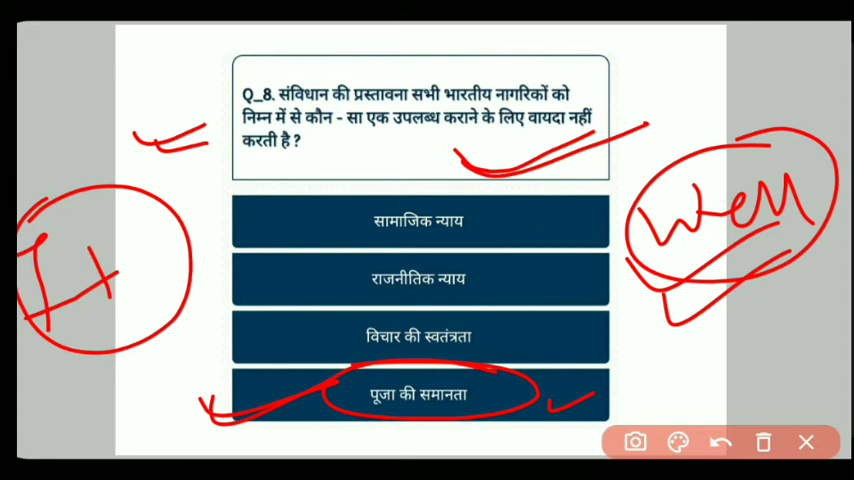 Q_8. संविधान की प्रस्तावना सभी भारतीय नागरिकों को
निम्न में से कौन - सा एक उपलब्ध कराने के लिए वायदा नहीं
करती है ?
सामाजिक न्याय
राजनीतिक न्याय
विचार की स्वतंत्रता
पूजा की समानता